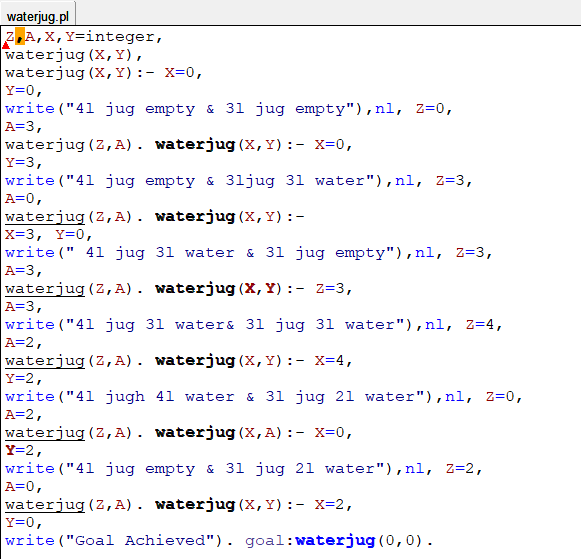 waterjug.pl
Z,A,X,Y=integer,
waterjug(X,Y),
waterjug(X,Y):- X=0,
Y=0,
write("4l jug empty & 3l jug empty"),nl, Z=0,
A=3,
waterjug(Z,A). waterjug(X,Y):- X=0,
Y=3,
write("4l jug empty & 3ljug 3l water"),nl, Z=3,
A=0,
waterjug(Z,A). waterjug(X,Y):-
X=3, Y=0,
write(" 4l jug 3l water & 3l jug empty"),nl, Z=3,
A=3,
waterjug(Z,A). waterjug(X,Y):- Z=3,
A=3,
write("4l jug 3l water& 3l jug 3l water"),nl, Z=4,
A=2,
waterjug(Z,A). waterjug(X,Y):- X=4,
Y=2,
write("4l jugh 4l water & 3l jug 2l water"),nl, Z=0,
A=2,
waterjug(Z,A). waterjug(X,A):- X=0,
Y=2,
write("4l jug empty & 3l jug 2l water"),nl, Z=2,
A=0,
waterjug(Z,A). waterjug(X,Y):- X=2,
Y=0,
write("Goal Achieved"). goal:waterjug(0,0).